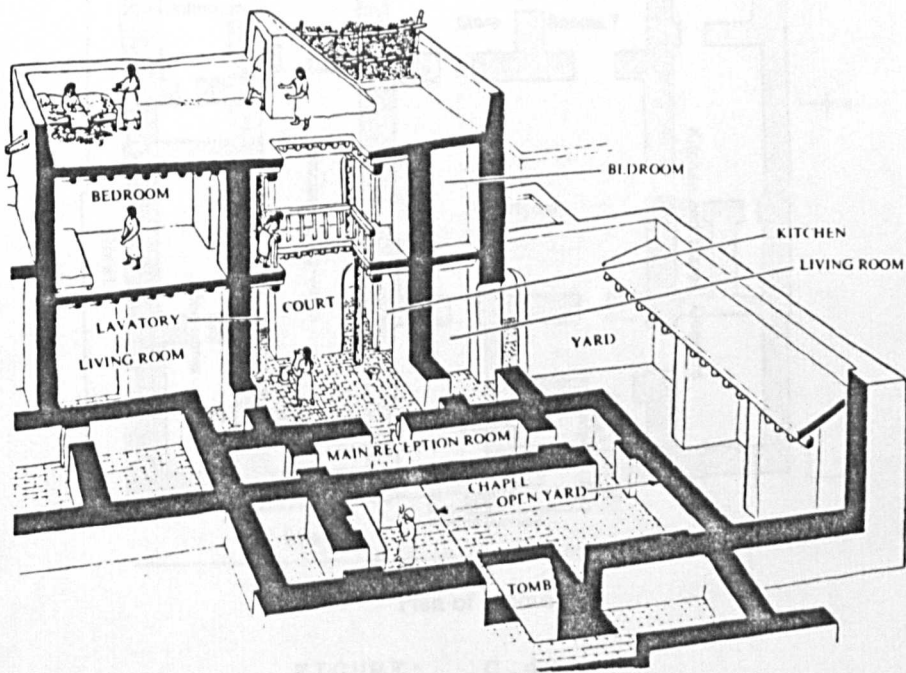 BEDROOM
BEDROOM
KITCHEN
LIVING ROOM
COURT
LAVATORY
YARD
LIVING ROOM
MAIN RECEPTION ROOM
CHAPEL
OPEN YARD
TOMB